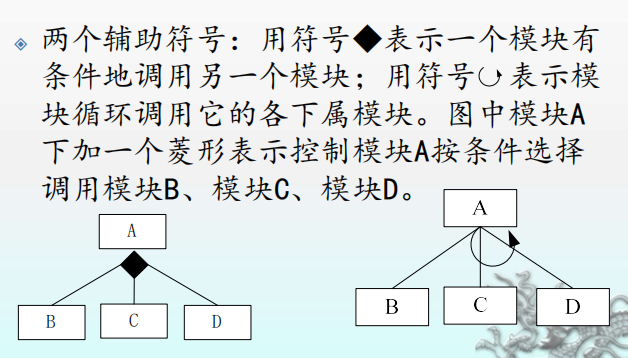 两个辅助符号：用符号◆表示一个模块有
条件地调用另一个模块；用符号 表示模
块循环调用它的各下属模块。图中模块A
下加一个菱形表示控制模块A按条件选择
调用模块B、模块C、模块D。
A
B
C
D
A
B
C
D